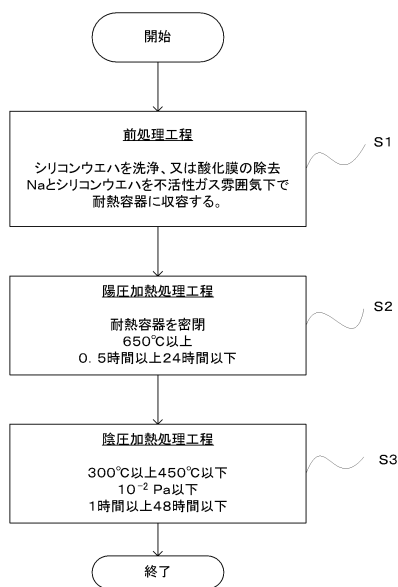 開始
前処理工程
シリコンウエハを洗浄、又は酸化膜の除去
Naとシリコンウエハを不活性ガス雰囲気下で
耐熱容器に収容する。
S1
陽圧加熱処理工程
耐熱容器を密閉
650℃以上
0.5時間以上24時間以下
S2
陰圧加熱処理工程
300℃以上450℃以下
10⁻² Pa以下
1時間以上48時間以下
S3
終了